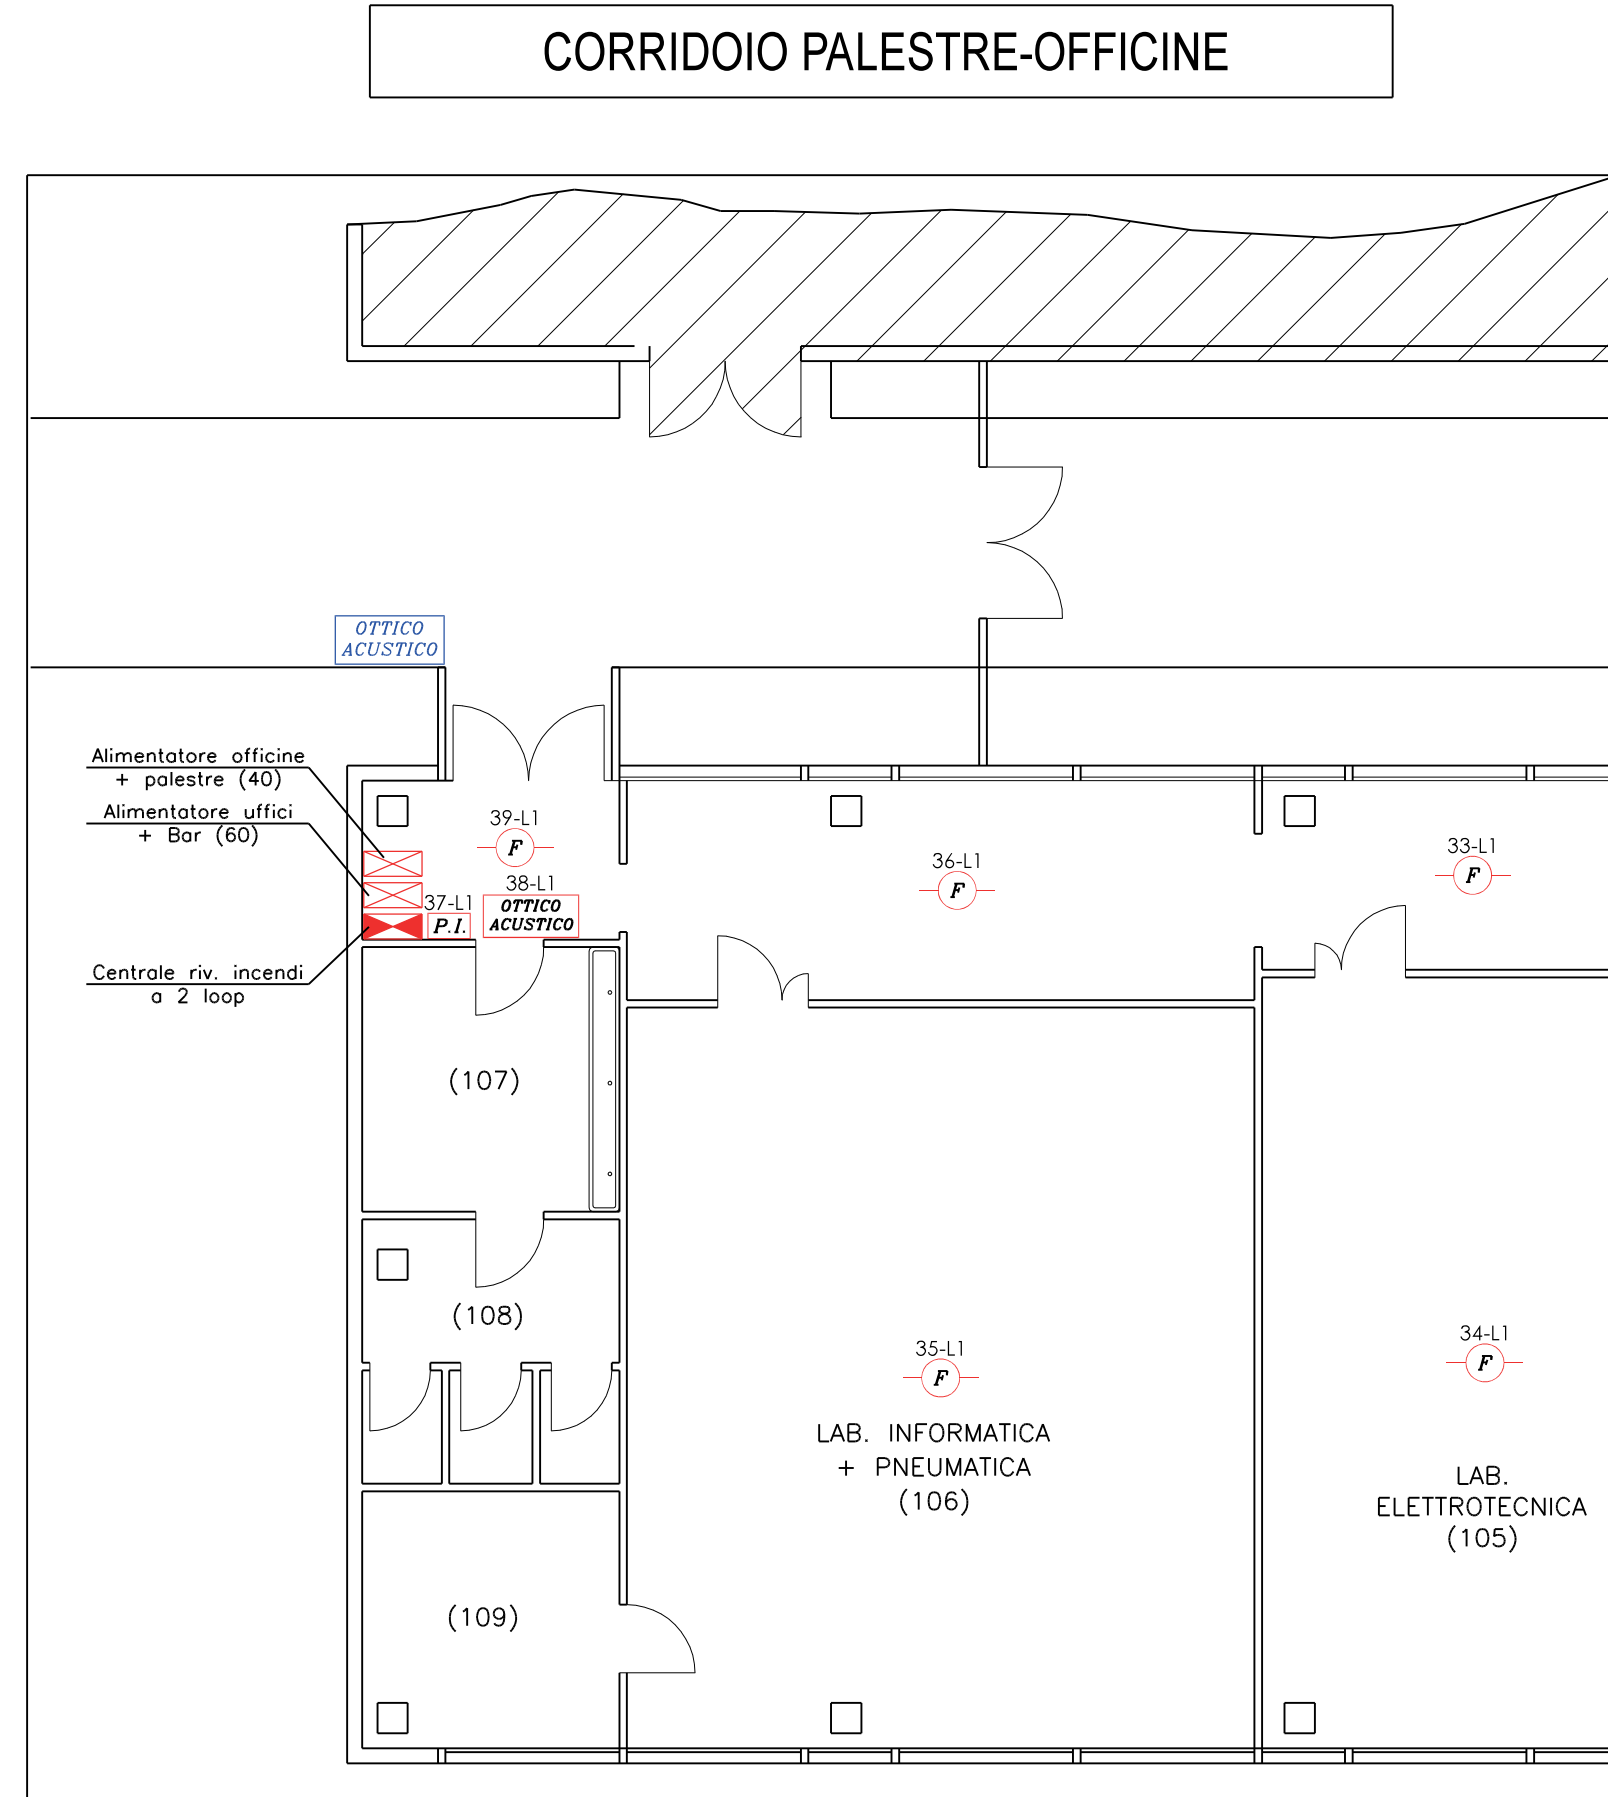 CORRIDOIO PALESTRE-OFFICINE
OTTICO
ACUSTICO
Alimentatore officine
+ palestre (40)
Alimentatore uffici
+ Bar (60)
Centrale riv. incendi
a 2 loop
39-L1
F
38-L1
OTTICO
ACUSTICO
37-L1
P.I.
36-L1
F
33-L1
F
(107)
(108)
(109)
35-L1
F
LAB. INFORMATICA
+ PNEUMATICA
(106)
34-L1
F
LAB.
ELETTROTECNICA
(105)